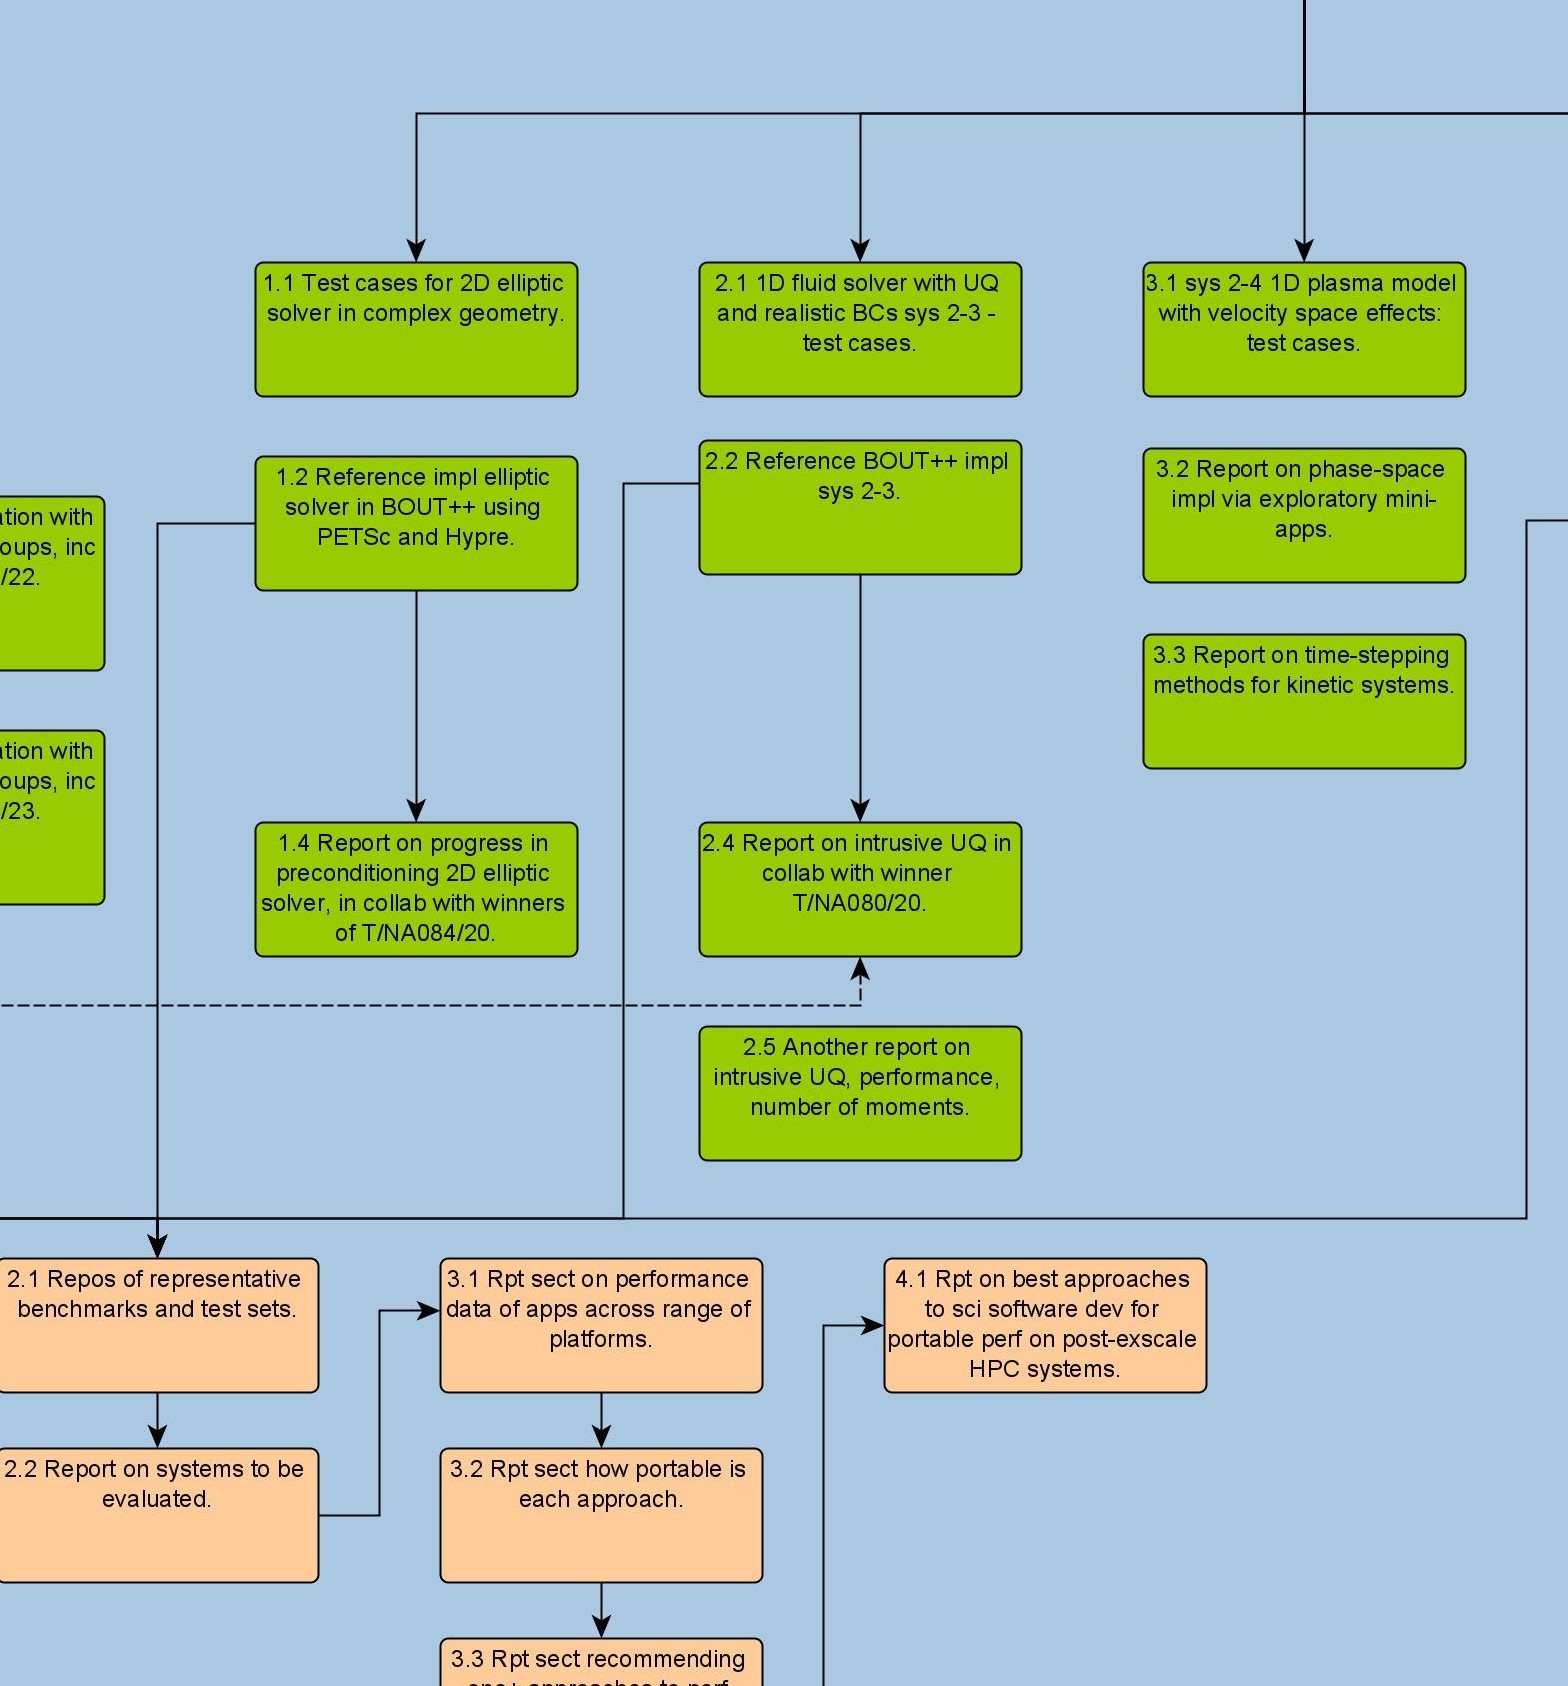 1.1 Test cases for 2D elliptic
solver in complex geometry.
2.1 1D fluid solver with UQ
and realistic BCs sys 2-3 -
test cases.
3.1 sys 2-4 1D plasma model
with velocity space effects:
test cases.
1.2 Reference impl elliptic
solver in BOUT++ using
PETSc and Hypre.
2.2 Reference BOUT++ impl
sys 2-3.
3.2 Report on phase-space
impl via exploratory mini-
apps.
with
inc
/22.
3.3 Report on time-stepping
methods for kinetic systems.
with
inc
/23.
1.4 Report on progress in
preconditioning 2D elliptic
solver, in collab with winners
of T/NA084/20.
2.4 Report on intrusive UQ in
collab with winner
T/NA080/20.
2.5 Another report on
intrusive UQ, performance,
number of moments.
2.1 Repos of representative
benchmarks and test sets.
3.1 Rpt sect on performance
data of apps across range of
platforms.
4.1 Rpt on best approaches
to sci software dev for
portable perf on post-exscale
HPC systems.
2.2 Report on systems to be
evaluated.
3.2 Rpt sect how portable is
each approach.
3.3 Rpt sect recommending